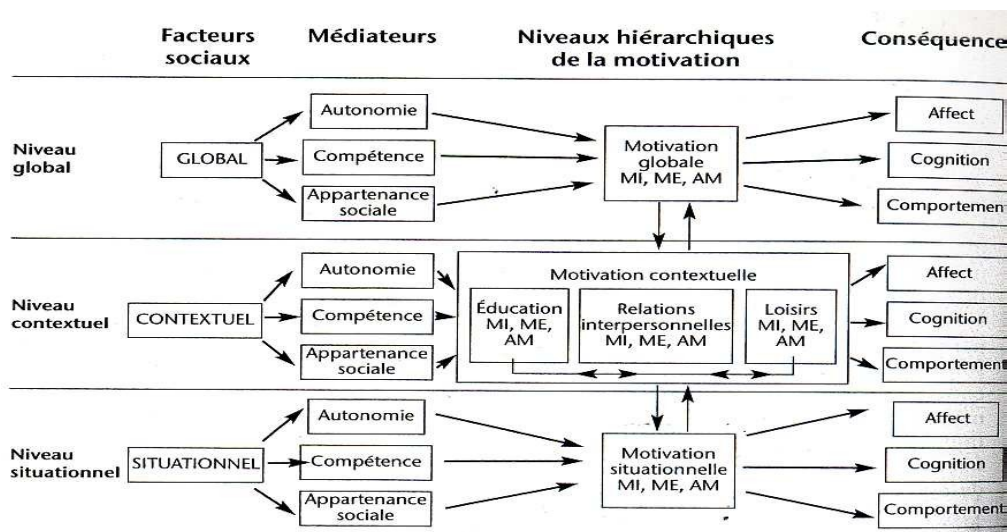 Facteurs
sociaux
Médiateurs
Niveaux hiérarchiques
de la motivation
Conséquence
Niveau
global
GLOBAL
Autonomie
Compétence
Appartenance
sociale
Motivation
globale
MI, ME, AM
Affect
Cognition
Comportemen
Niveau
contextuel
CONTEXTUEL
Autonomie
Compétence
Appartenance
sociale
Motivation contextuelle
Éducation
MI, ME,
AM
Relations
interpersonnelles
MI, ME, AM
Loisirs
MI, ME,
AM
Affect
Cognition
Comportement
Niveau
situationnel
SITUATIONNEL
Autonomie
Compétence
Appartenance
sociale
Motivation
situationnelle
MI, ME, AM
Affect
Cognition
Comportement